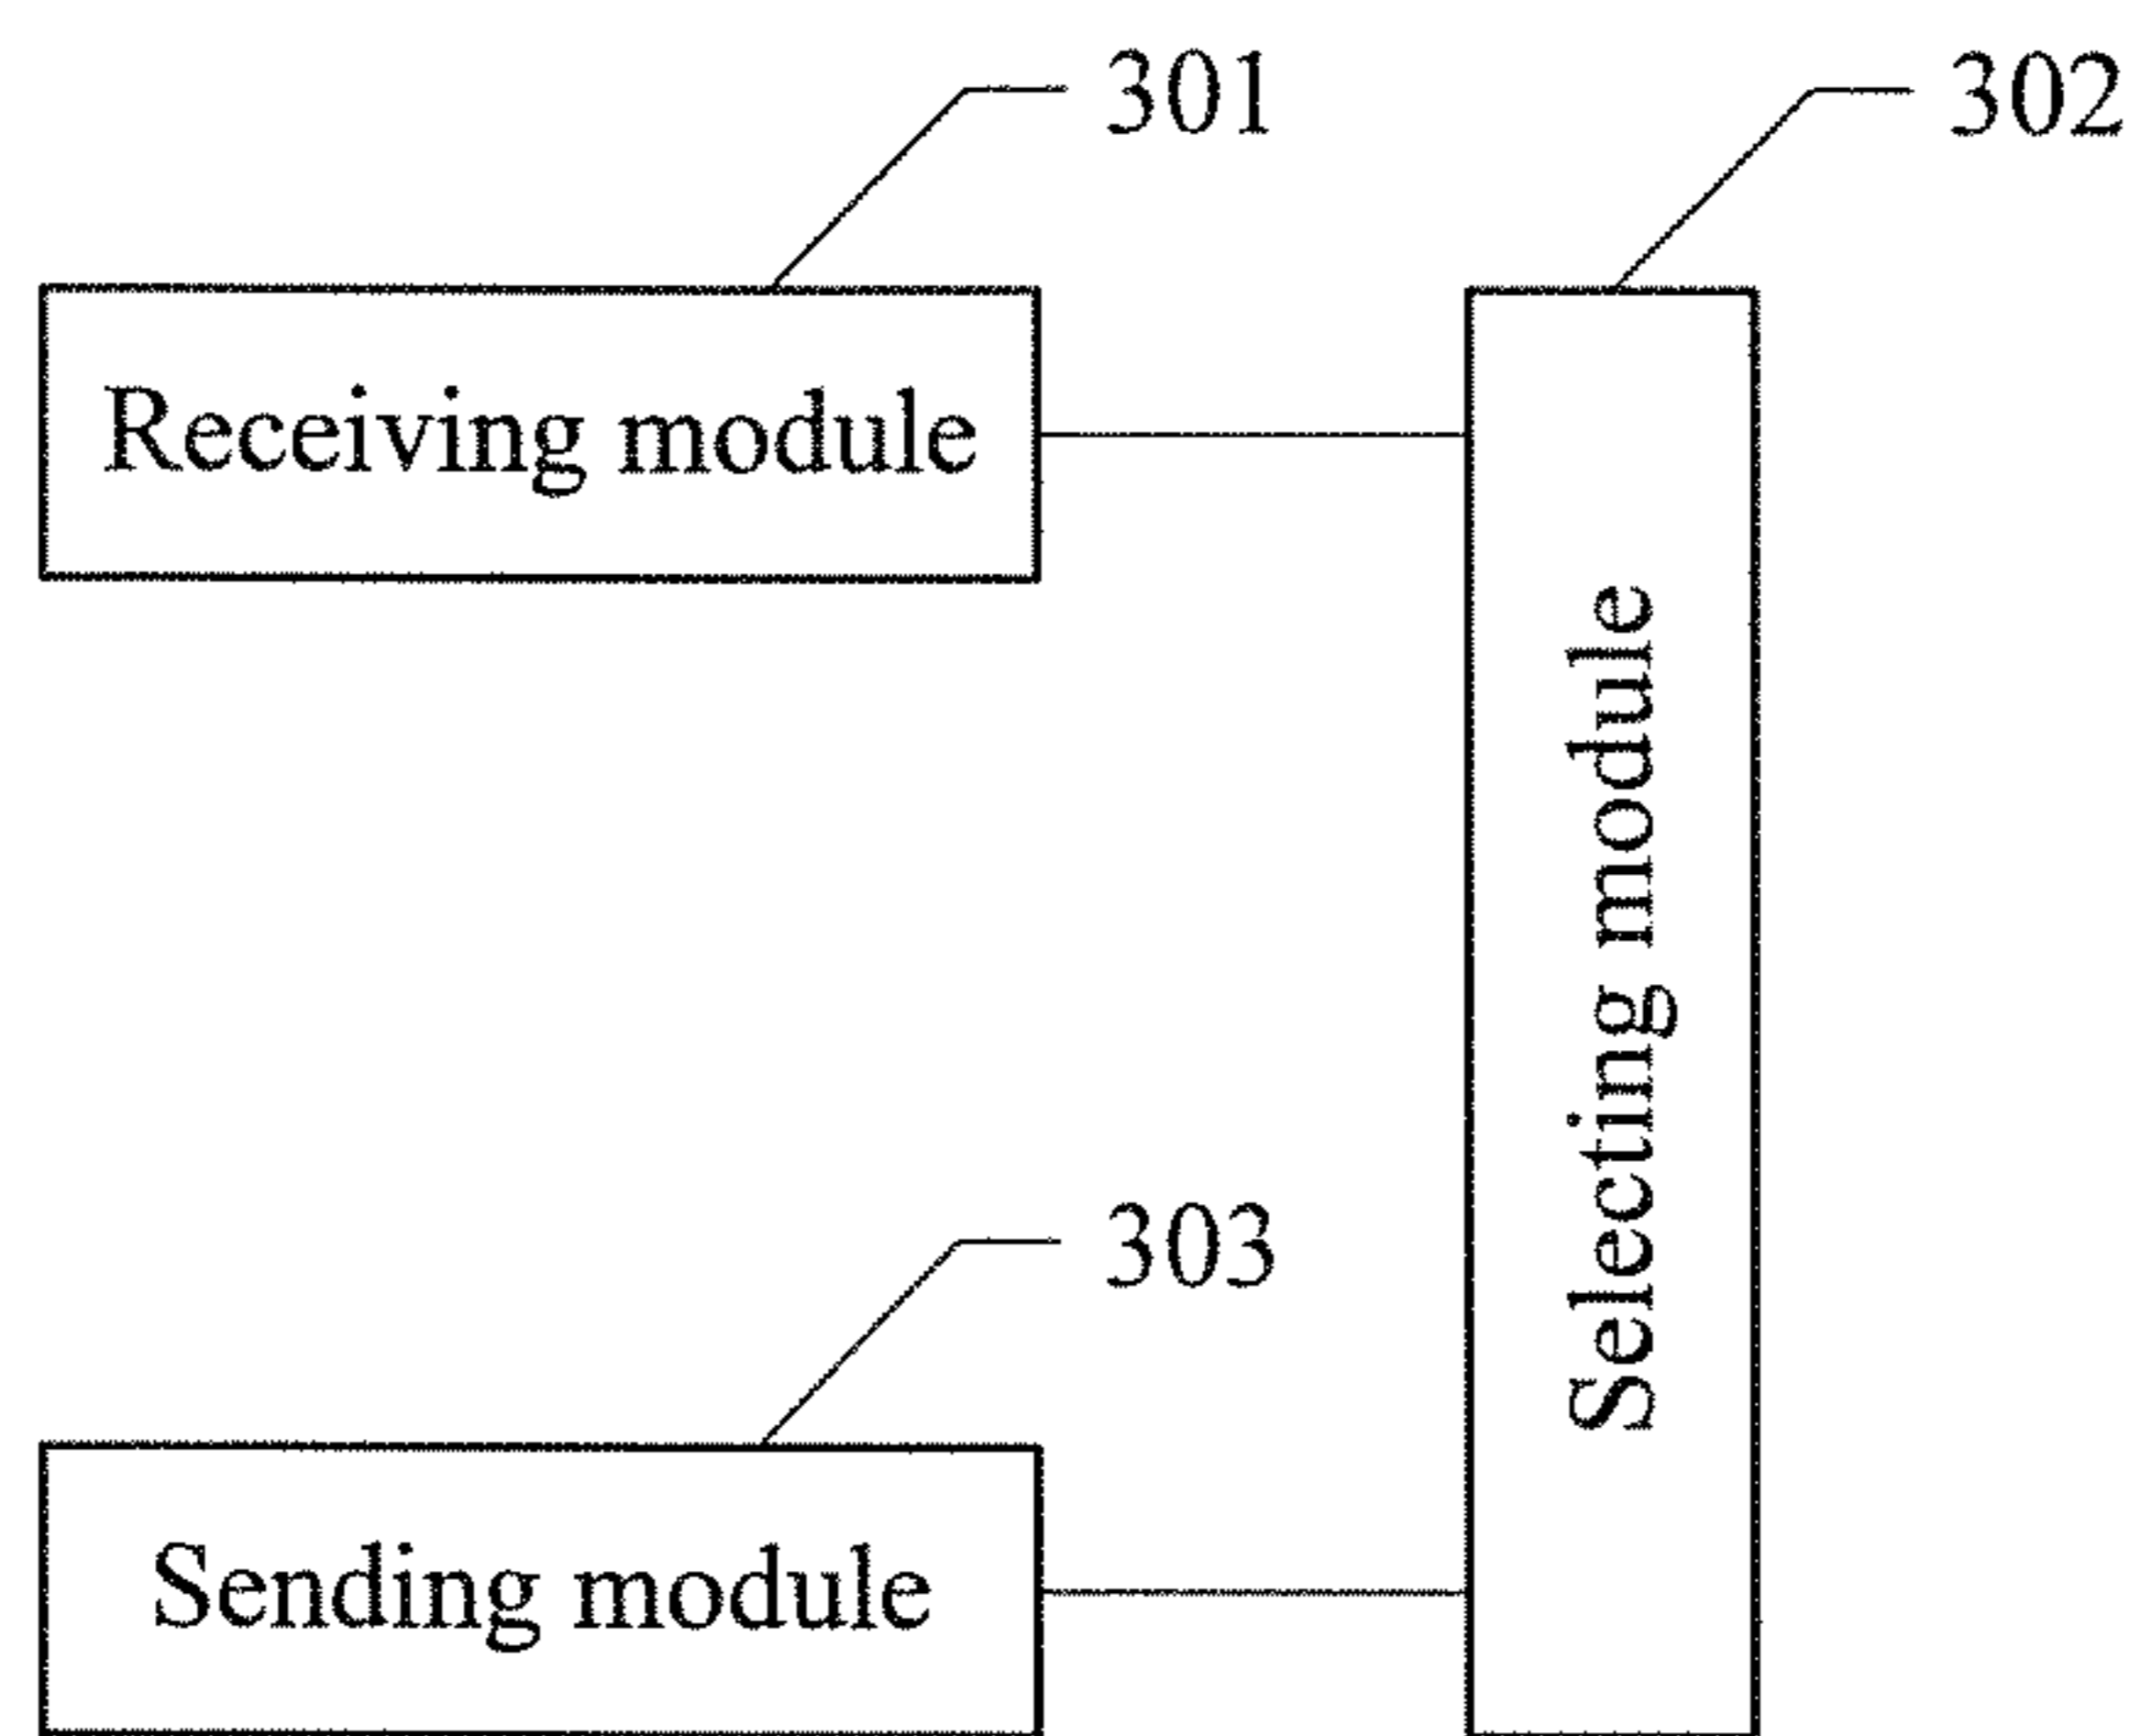 301
302
Receiving module
Selecting module
303
Sending module